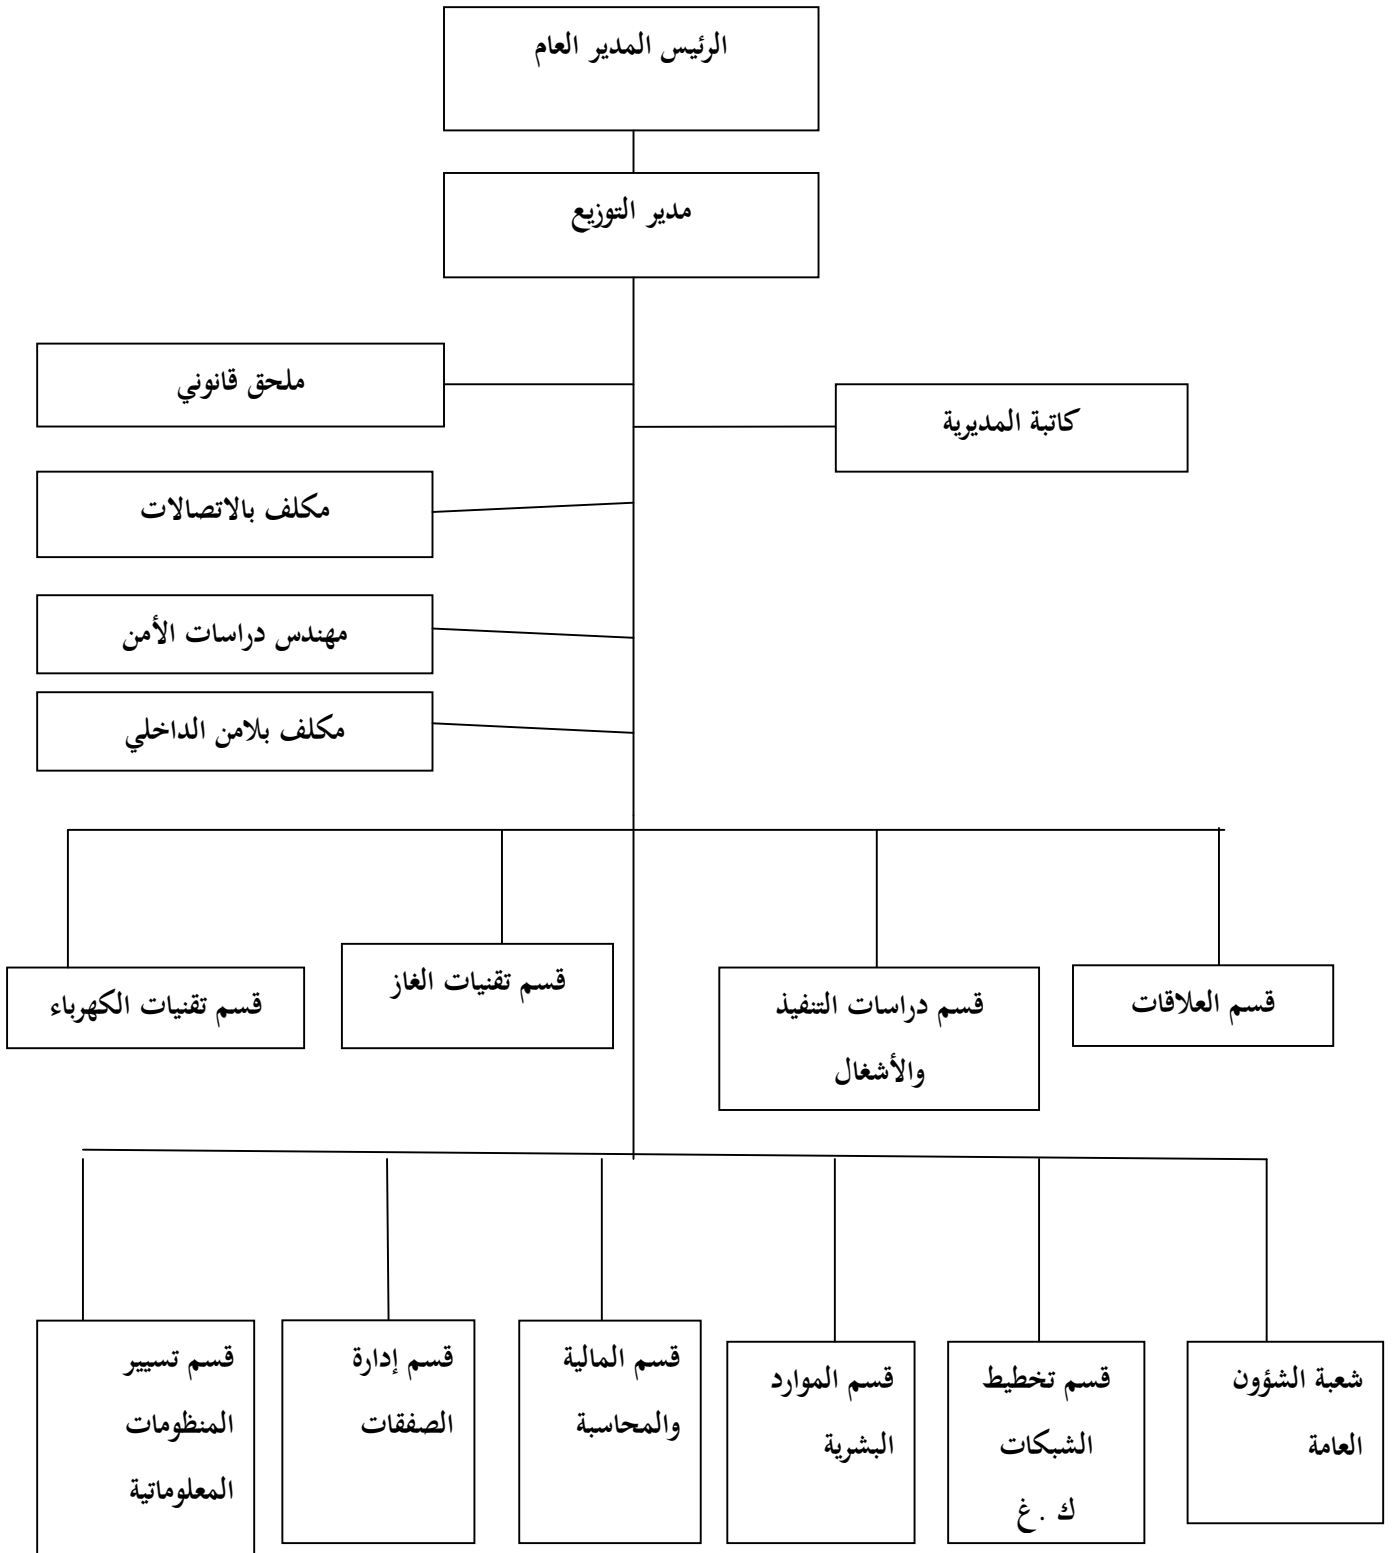 الرئيس المدير العام
مدير التوزيع
ملحق قانوني
كاتبة المديرية
مكلف بالاتصالات
مهندس دراسات الأمن
مكلف بلامن الداخلي
قسم العلاقات
قسم دراسات التنفيذ
والأشغال
قسم تقنيات الغاز
قسم تقنيات الكهرباء
شعبة الشؤون
العامة
قسم تخطيط
الشبكات
ك .غ
قسم الموارد
البشرية
قسم المالية
والمحاسبة
قسم إدارة
الصفقات
قسم تسيير
المنظومات
المعلوماتية